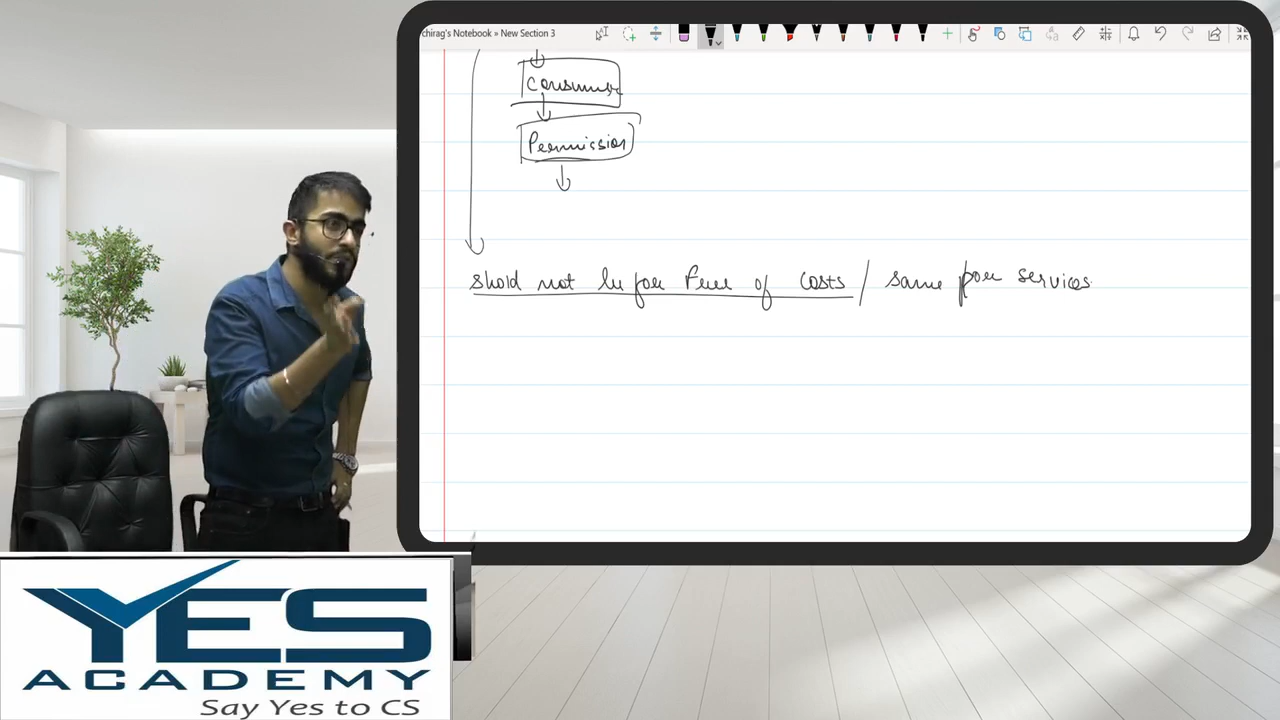 chirag's Notebook » New Section 3
Consumer
Permission
shold not be for Free of costs / same for services
YES
ACADEMY
Say Yes to CS